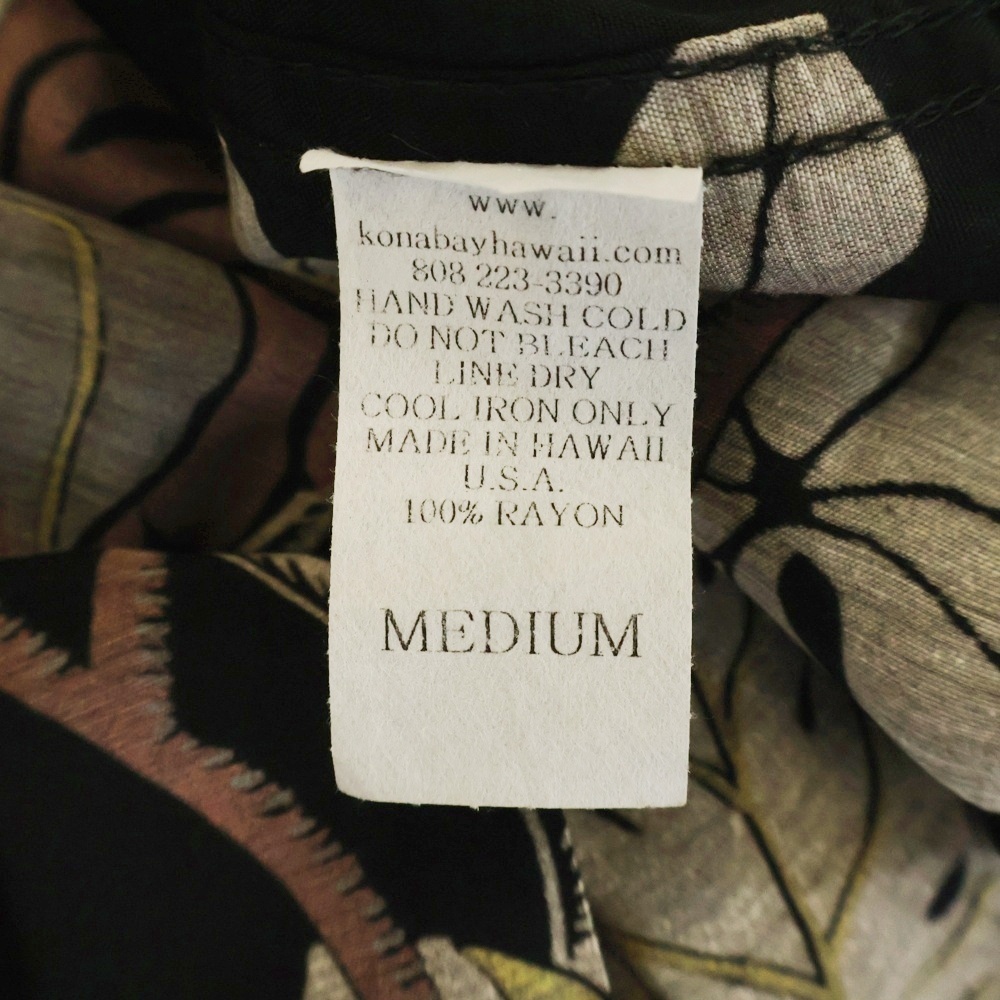 www.
konabayhawaii.com
808 223-3390
HAND WASH COLD
DO NOT BLEACH
LINE DRY
COOL IRON ONLY
MADE IN HAWAII
U.S.A.
100% RAYON
MEDIUM